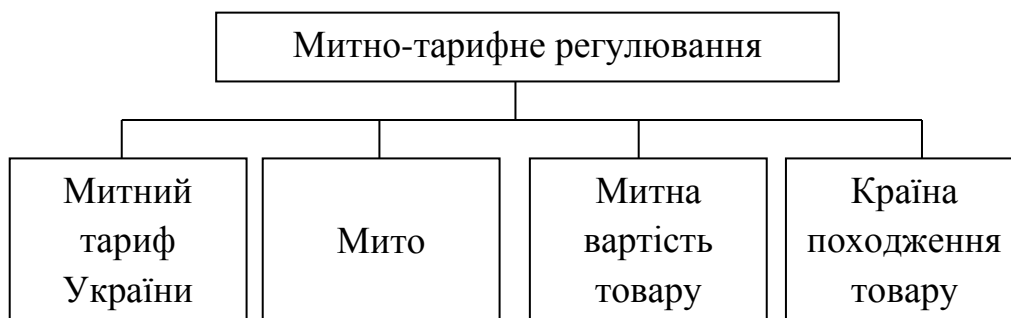 Митно-тарифне регулювання
Митний
тариф
України
Мито
Митна
вартість
товару
Країна
походження
товару